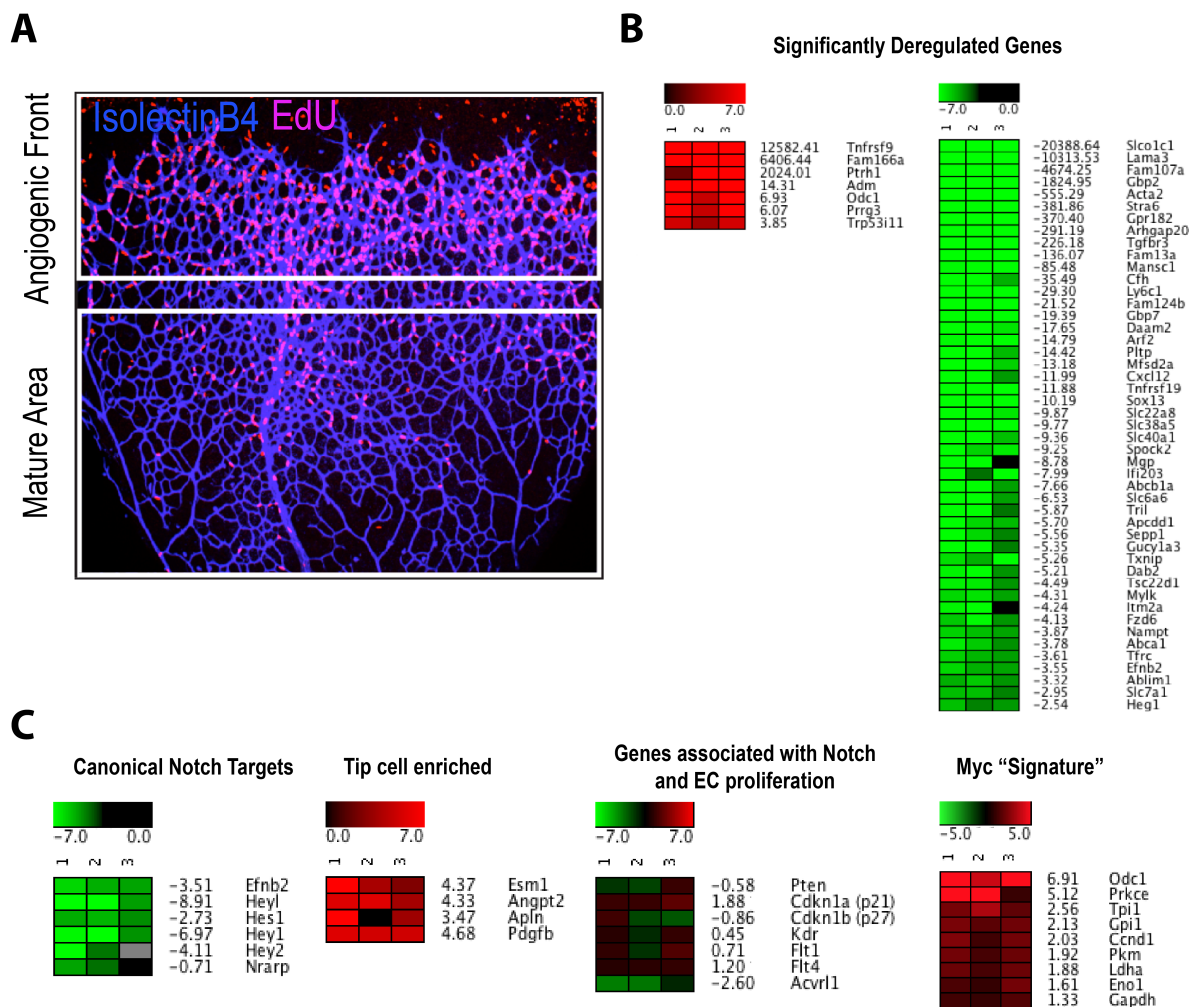 A
Angiogenic Front
Mature Area
IsolectinB4 EdU
B
Significantly Deregulated Genes
0.0 7.0
1 2 3
12582.41 Tnfrsf9
6406.44 Fam166a
2024.01 Ptrh1
14.31 Adm
6.93 Odc1
6.07 Prrg3
3.85 Trp53i11
-7.0 0.0
1 2 3
-20388.64 Slco1c1
-10313.53 Lama3
-4674.25 Fam107a
-1824.95 Gbp2
-555.29 Acta2
-381.86 Stra6
-370.40 Gpr182
-291.19 Arhgap20
-226.18 Tgfbr3
-136.07 Fam13a
-85.48 Mansc1
-35.49 Cfh
-29.30 Ly6c1
-21.52 Fam124b
-19.39 Gbp7
-17.65 Daam2
-14.79 Arf2
-14.42 Pltp
-13.18 Mfsd2a
-11.99 Cxcl12
-11.88 Tnfrsf19
-10.19 Sox13
-9.87 Slc22a8
-9.77 Slc38a5
-9.36 Slc40a1
-9.25 Spock2
-8.78 Mgp
-7.99 Ifi203
-7.66 Abcb1a
-6.53 Slc6a6
-5.87 Tril
-5.70 Apcdd1
-5.56 Sepp1
-5.35 Gucy1a3
-5.26 Txnip
-5.21 Dab2
-4.49 Tsc22d1
-4.31 Mylk
-4.24 Itm2a
-4.13 Fzd6
-3.87 Nampt
-3.78 Abca1
-3.61 Tfrc
-3.55 Efnb2
-3.32 Ablim1
-2.95 Slc7a1
-2.54 Heg1
C
Canonical Notch Targets
-7.0 0.0
1 2 3
-3.51 Efnb2
-8.91 Heyl
-2.73 Hes1
-6.97 Hey1
-4.11 Hey2
-0.71 Nrarp
Tip cell enriched
0.0 7.0
1 2 3
4.37 Esm1
4.33 Angpt2
3.47 Apln
4.68 Pdgfb
Genes associated with Notch
and EC proliferation
-7.0 7.0
1 2 3
-0.58 Pten
1.88 Cdkn1a (p21)
-0.86 Cdkn1b (p27)
0.45 Kdr
0.71 Flt1
1.20 Flt4
-2.60 Acvrl1
Myc “Signature”
-5.0 5.0
1 2 3
6.91 Odc1
5.12 Prkce
2.56 Tpi1
2.13 Gpi1
2.03 Ccnd1
1.92 Pkm
1.88 Ldha
1.61 Eno1
1.33 Gapdh